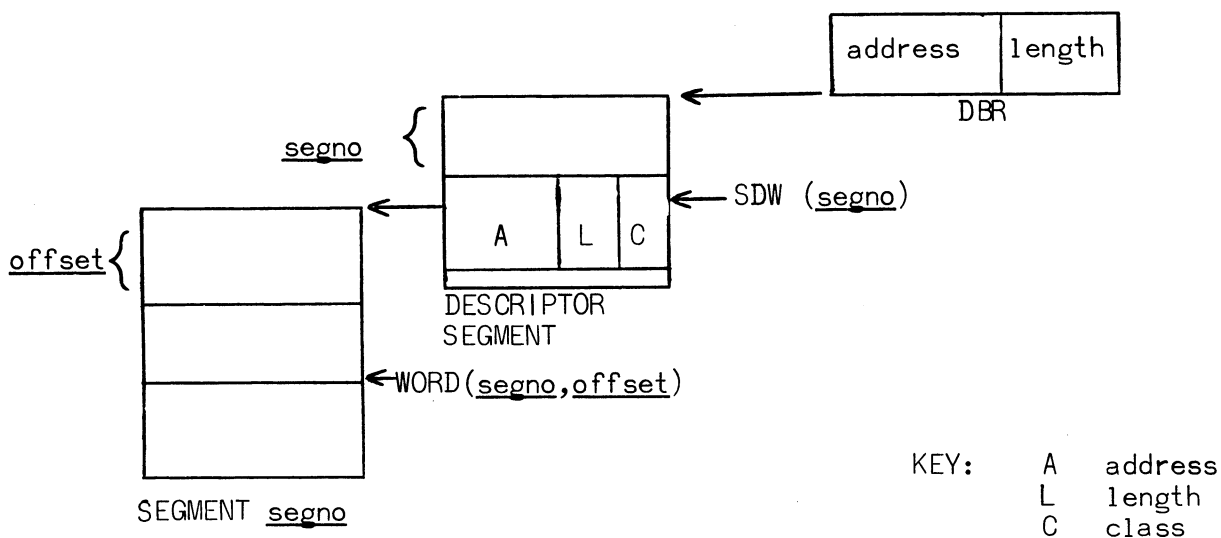 address length
DBR
segno
SDW (segno)
A L C
offset
DESCRIPTOR
SEGMENT
WORD(segno,offset)
KEY: A address
L length
C class
SEGMENT segno